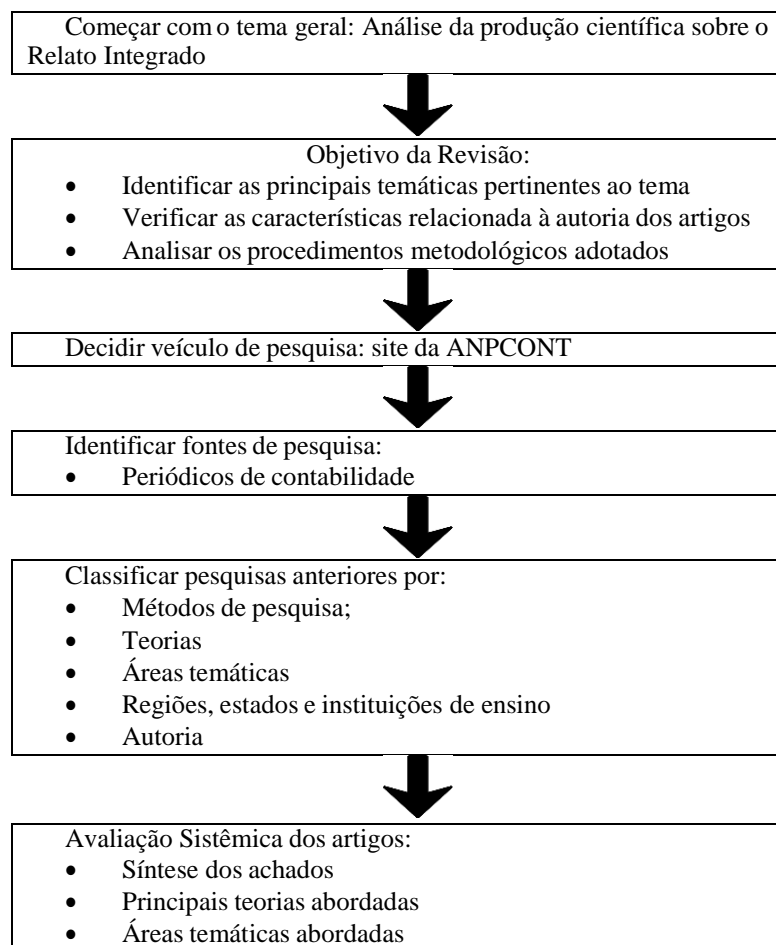 Começar com o tema geral: Análise da produção científica sobre o
Relato Integrado
Objetivo da Revisão:
• Identificar as principais temáticas pertinentes ao tema
• Verificar as características relacionada à autoria dos artigos
• Analisar os procedimentos metodológicos adotados
Decidir veículo de pesquisa: site da ANPCONT
Identificar fontes de pesquisa:
• Periódicos de contabilidade
Classificar pesquisas anteriores por:
• Métodos de pesquisa;
• Teorias
• Áreas temáticas
• Regiões, estados e instituições de ensino
• Autoria
Avaliação Sistêmica dos artigos:
• Síntese dos achados
• Principais teorias abordadas
• Áreas temáticas abordadas